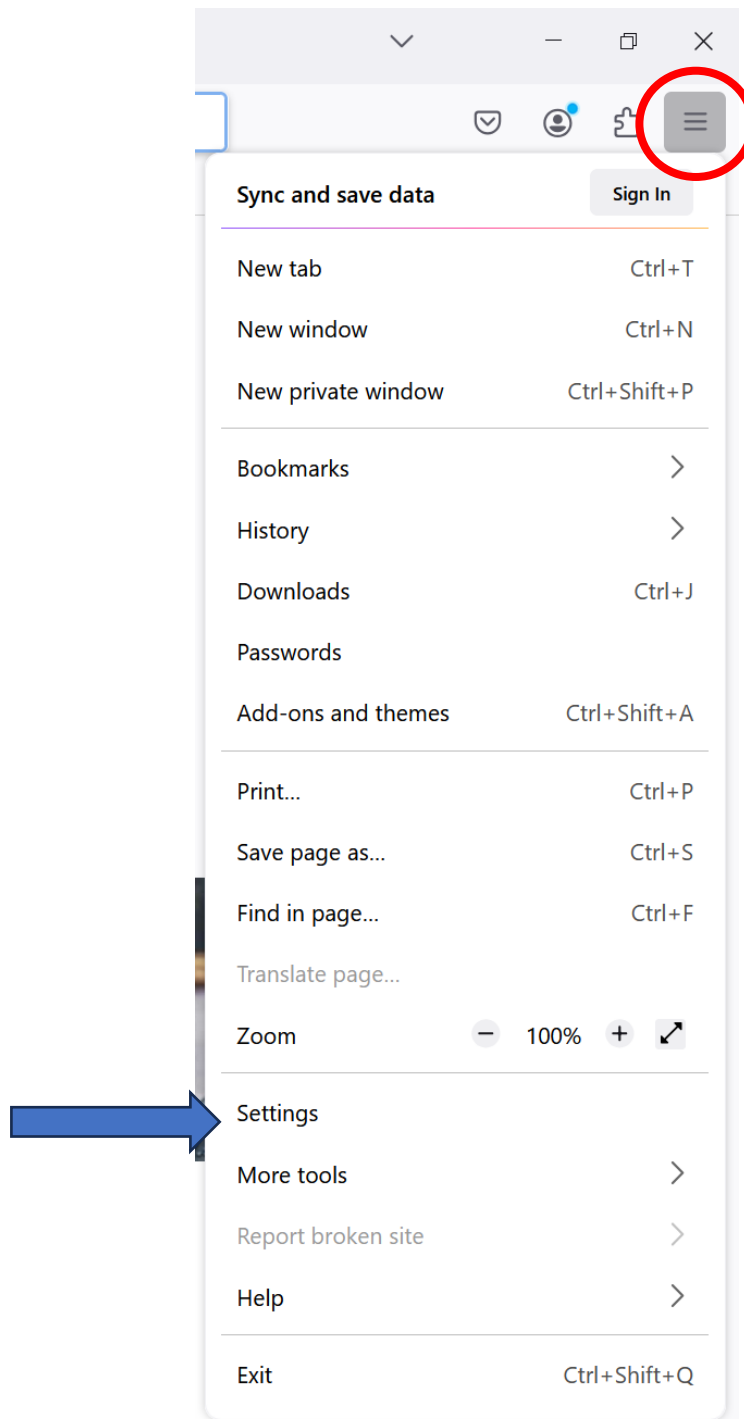 Sync and save data Sign In
New tab Ctrl+T
New window Ctrl+N
New private window Ctrl+Shift+P
Bookmarks
History
Downloads Ctrl+J
Passwords
Add-ons and themes Ctrl+Shift+A
Print... Ctrl+P
Save page as... Ctrl+S
Find in page... Ctrl+F
Translate page...
Zoom − 100% +
Settings
More tools
Report broken site
Help
Exit Ctrl+Shift+Q